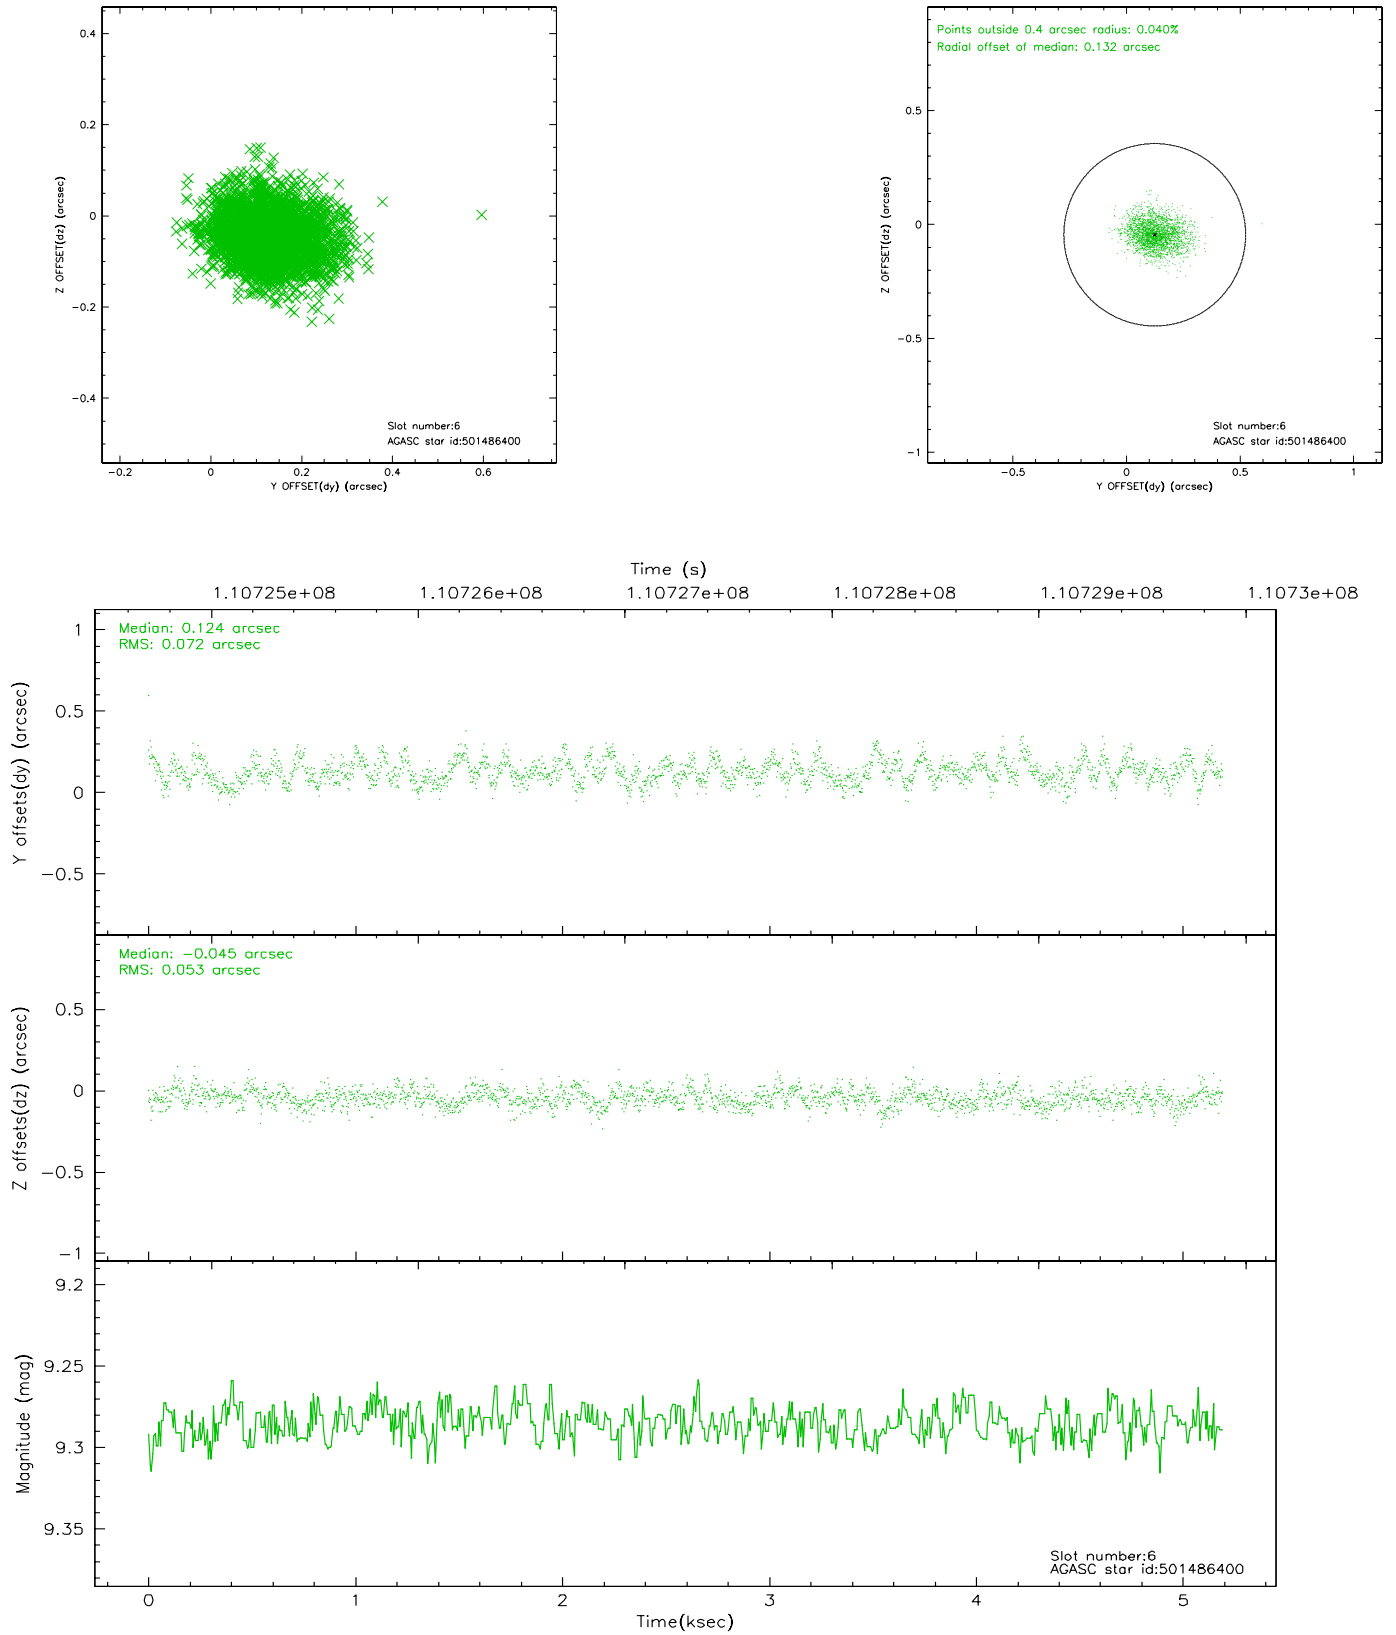 0.4
0.2
0
−0.2
−0.4
Z OFFSET(dz) (arcsec)
Slot number:6
AGASC star id:501486400
−0.2 0 0.2 0.4 0.6
Y OFFSET(dy) (arcsec)
Points outside 0.4 arcsec radius: 0.040%
Radial offset of median: 0.132 arcsec
0.5
0
−0.5
−1
Z OFFSET(dz) (arcsec)
Slot number:6
AGASC star id:501486400
−0.5 0 0.5 1
Y OFFSET(dy) (arcsec)
Time (s)
1.10725e+08 1.10726e+08 1.10727e+08 1.10728e+08 1.10729e+08 1.1073e+08
Median: 0.124 arcsec
RMS: 0.072 arcsec
1
0.5
0
−0.5
Y offsets(dy) (arcsec)
Median: −0.045 arcsec
RMS: 0.053 arcsec
0.5
0
−0.5
−1
Z offsets(dz) (arcsec)
9.2
9.25
9.3
9.35
Magnitude (mag)
Slot number:6
AGASC star id:501486400
0 1 2 3 4 5
Time(ksec)